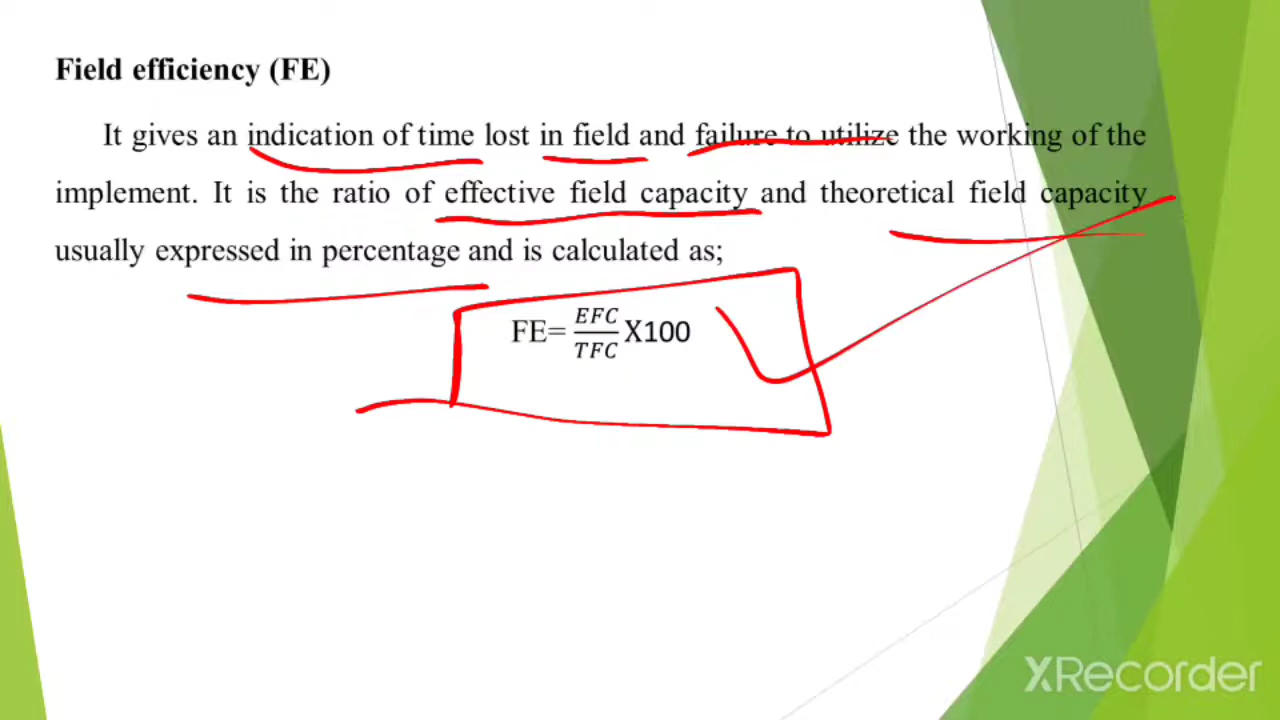 Field efficiency (FE)
It gives an indication of time lost in field and failure to utilize the working of the
implement. It is the ratio of effective field capacity and theoretical field capacity
usually expressed in percentage and is calculated as;
FE= EFC/TFC X100
XRecorder